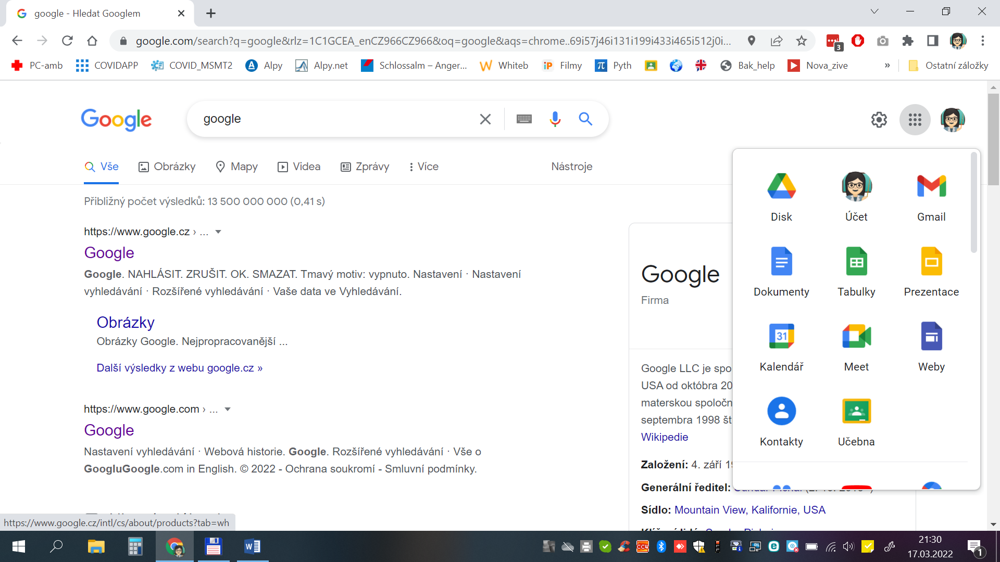 google - Hledat Googlem
google.com/search?q=google&rlz=1C1GCEA_enCZ966CZ966&oq=google&aqs=chrome..69i57j46i131i199i433i465i512j0i...
3
PC-amb
COVIDAPP
COVID_MSMT2
Alpy
Alpy.net
Schlossalm – Anger...
Whiteb
Filmy
Pyth
Bak_help
Nova_zive
»
Ostatní záložky
Google
google
Vše
Obrázky
Mapy
Videa
Zprávy
Více
Nástroje
Přibližný počet výsledků: 13 500 000 000 (0,41 s)
https://www.google.cz › ...
Google
Google. NAHLÁSIT. ZRUŠIT. OK. SMAZAT. Tmavý motiv: vypnuto. Nastavení · Nastavení
vyhledávání · Rozšířené vyhledávání · Vaše data ve Vyhledávání.
Obrázky
Obrázky Google. Nejpropracovanější ...
Další výsledky z webu google.cz »
https://www.google.com › ...
Google
Nastavení vyhledávání · Webová historie. Google. Rozšířené vyhledávání · Vše o
GoogluGoogle.com in English. © 2022 - Ochrana soukromí - Smluvní podmínky.
Google
Firma
Google LLC je spo
USA od októbra 20
materskou spoločn
septembra 1998 št
Wikipedie
Založení: 4. září 19
Generální ředitel:
Sídlo: Mountain View, Kalifornie, USA
Disk
Účet
Gmail
Dokumenty
Tabulky
Prezentace
31
Kalendář
Meet
Weby
Kontakty
Učebna
https://www.google.cz/intl/cs/about/products?tab=wh
CC4
21:30
17.03.2022
1